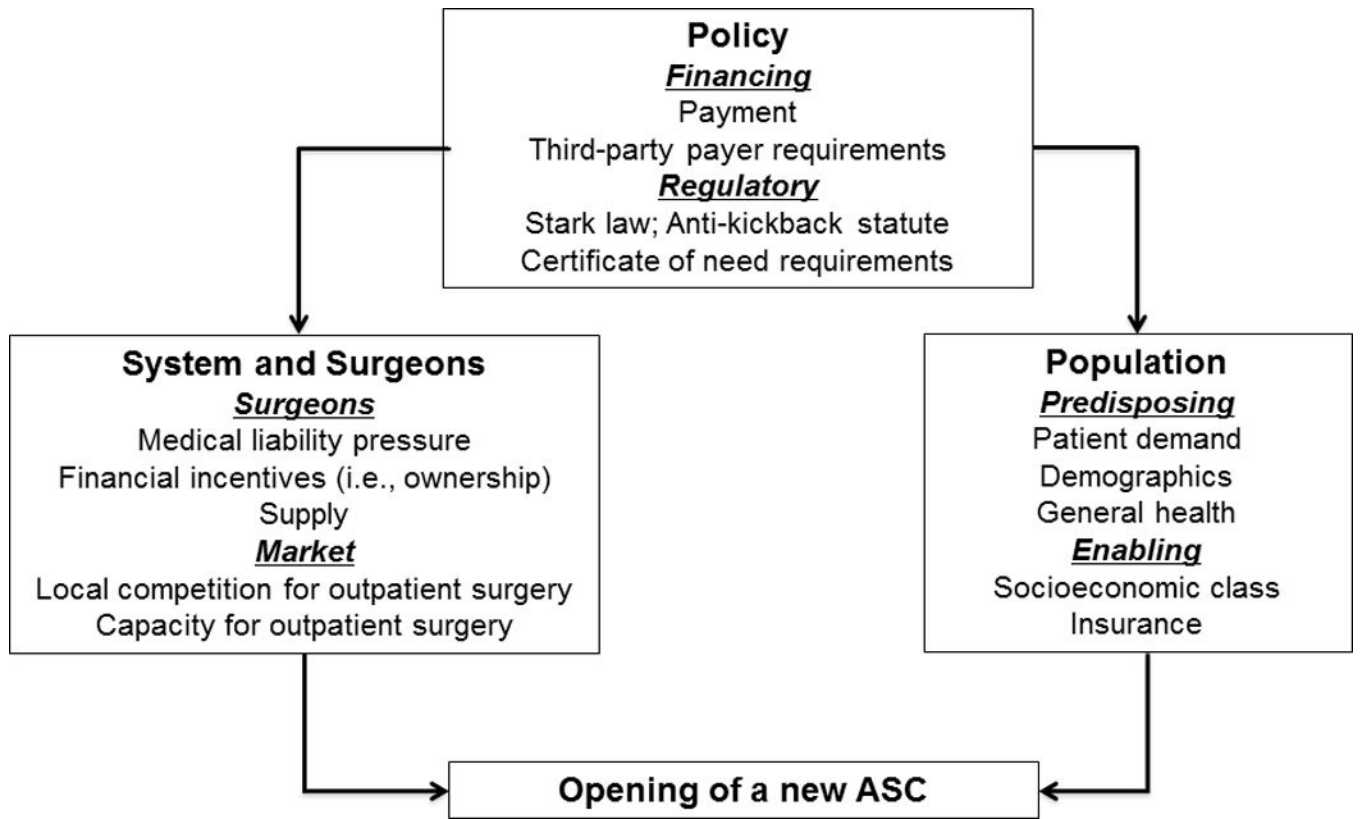 Policy
Financing
Payment
Third-party payer requirements
Regulatory
Stark law; Anti-kickback statute
Certificate of need requirements
System and Surgeons
Surgeons
Medical liability pressure
Financial incentives (i.e., ownership)
Supply
Market
Local competition for outpatient surgery
Capacity for outpatient surgery
Population
Predisposing
Patient demand
Demographics
General health
Enabling
Socioeconomic class
Insurance
Opening of a new ASC